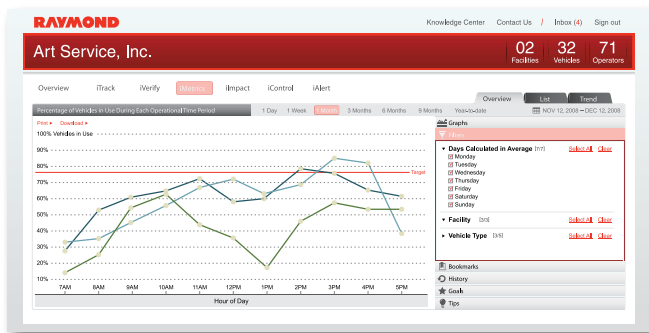 RAYMOND
Knowledge Center Contact Us / Inbox (4) Sign out
Art Service, Inc.
02 Facilities
32 Vehicles
71 Operators
Overview iTrack iVerify iMetrics iImpact iControl iAlert
Overview List Trend
Percentage of Vehicles in Use During Each Operational Time Period
1 Day 1 Week 1 Month 3 Months 6 Months 9 Months Year-to-date
NOV 12, 2008 – DEC 12, 2008
Print Download
100% Vehicles in Use
90%
80%
Target
70%
60%
50%
40%
30%
20%
10%
7AM 8AM 9AM 10AM 11AM 12PM 1PM 2PM 3PM 4PM 5PM
Hour of Day
Graphs
Filters
Days Calculated in Average [7/7] Select All Clear
Monday
Tuesday
Wednesday
Thursday
Friday
Saturday
Sunday
Facility [3/3] Select All Clear
Vehicle Type [3/6] Select All Clear
Bookmarks
History
Goals
Tips